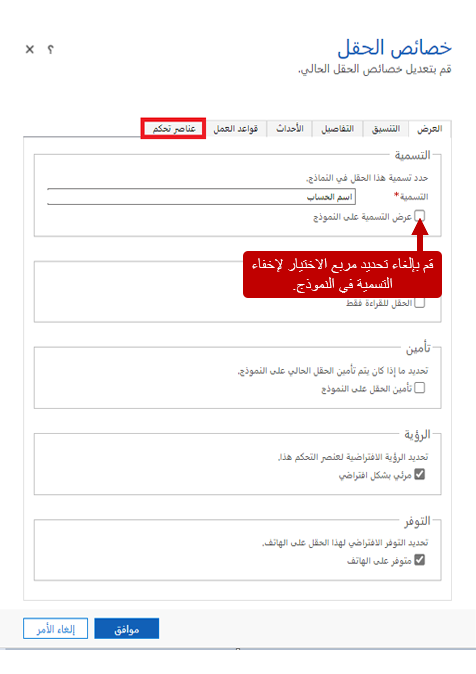 خصائص الحقل
؟ ×
قم بتعديل خصائص الحقل الحالي.
العرض التنسيق التفاصيل الأحداث قواعد العمل عناصر تحكم
التسمية
حدد تسمية هذا الحقل في النماذج.
التسمية* اسم الحساب
عرض التسمية على النموذج
قم بإلغاء تحديد مربع الاختيار لإخفاء
التسمية في النموذج.
الحقل للقراءة فقط
تأمين
تحديد ما إذا كان يتم تأمين الحقل الحالي على النموذج.
تأمين الحقل على النموذج
الرؤية
تحديد الرؤية الافتراضية لعنصر التحكم هذا.
مرئي بشكل افتراضي
التوفر
تحديد التوفر الافتراضي لهذا الحقل على الهاتف.
متوفر على الهاتف
موافق إلغاء الأمر